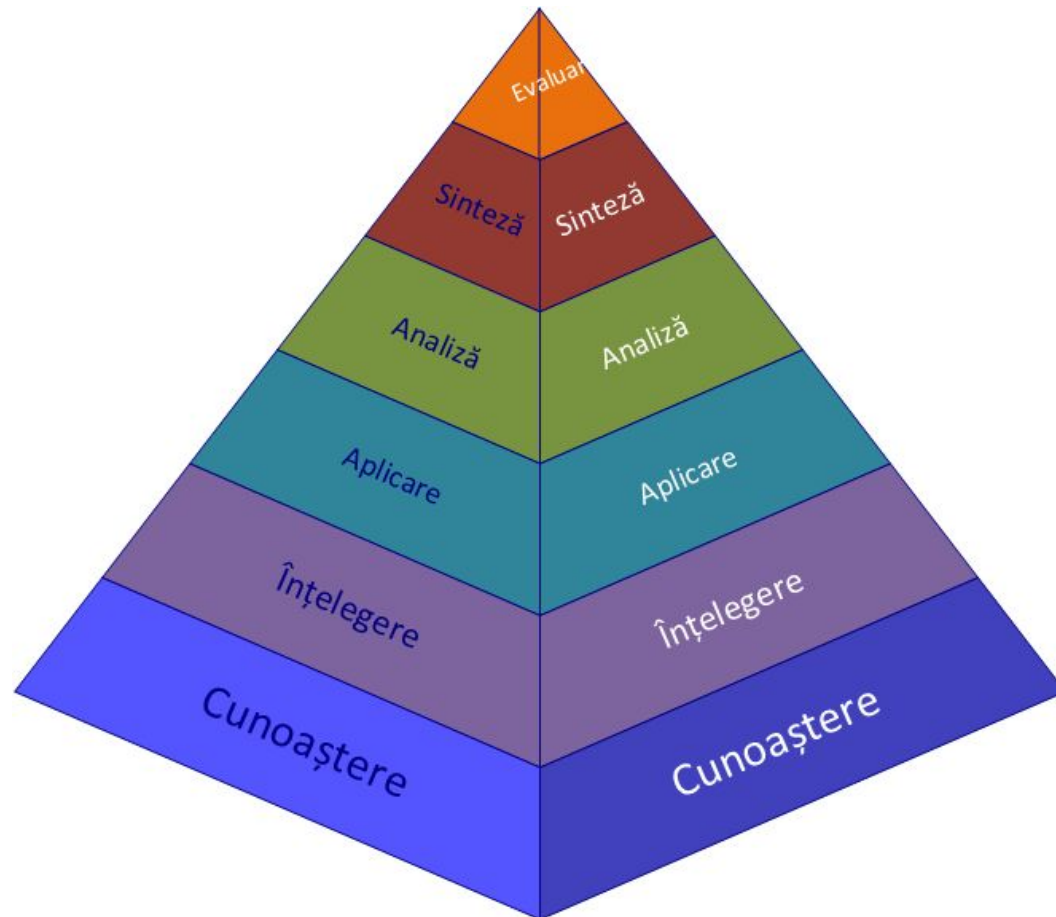 Evaluar
Sinteză
Sinteză
Analiză
Analiză
Aplicare
Aplicare
Înțelegere
Înțelegere
Cunoaștere
Cunoaștere